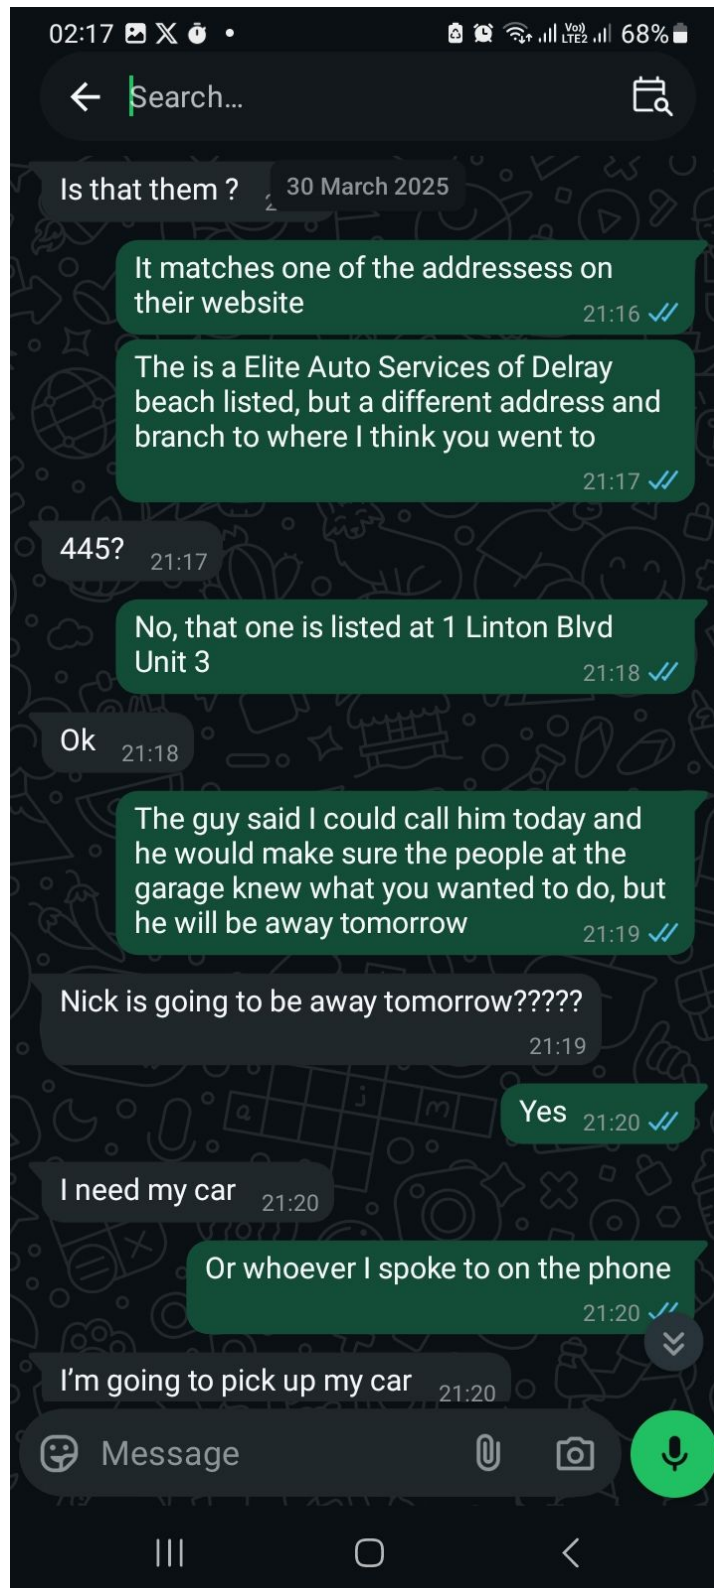 02:17
Vo)) LTE2 68%
Search...
Is that them ?
30 March 2025
It matches one of the addressess on
their website
21:16
The is a Elite Auto Services of Delray
beach listed, but a different address and
branch to where I think you went to
21:17
445? 21:17
No, that one is listed at 1 Linton Blvd
Unit 3
21:18
Ok 21:18
The guy said I could call him today and
he would make sure the people at the
garage knew what you wanted to do, but
he will be away tomorrow
21:19
Nick is going to be away tomorrow?????
21:19
Yes 21:20
I need my car 21:20
Or whoever I spoke to on the phone
21:20
I'm going to pick up my car 21:20
Message